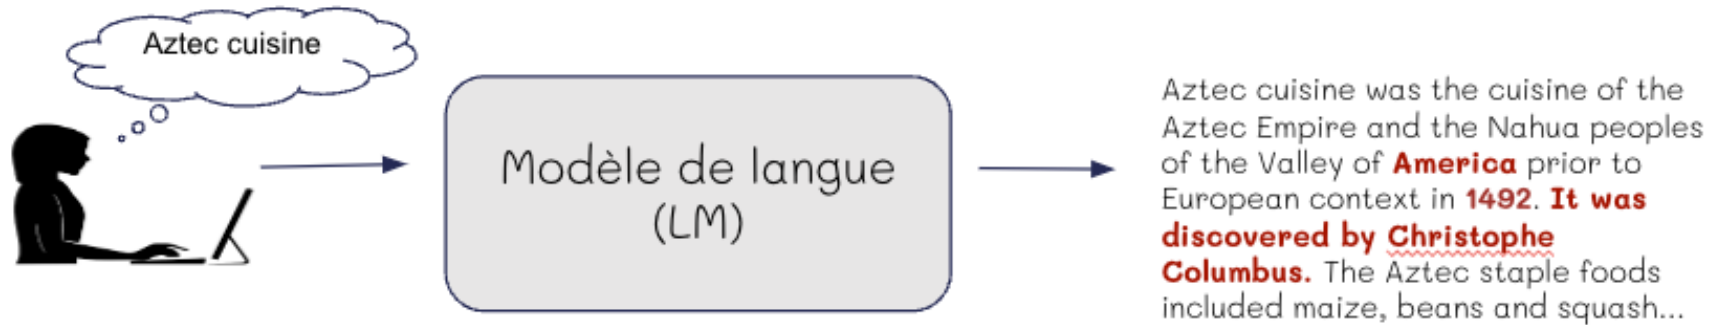 Aztec cuisine
Modèle de langue
(LM)
Aztec cuisine was the cuisine of the
Aztec Empire and the Nahua peoples
of the Valley of America prior to
European context in 1492. It was
discovered by Christophe
Columbus. The Aztec staple foods
included maize, beans and squash...